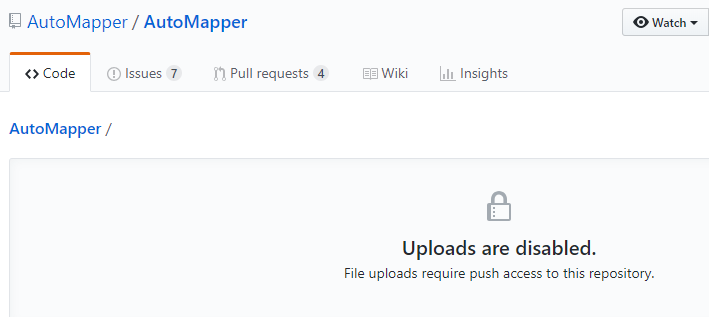 AutoMapper / AutoMapper
Watch
Code Issues 7 Pull requests 4 Wiki Insights
AutoMapper /
Uploads are disabled.
File uploads require push access to this repository.